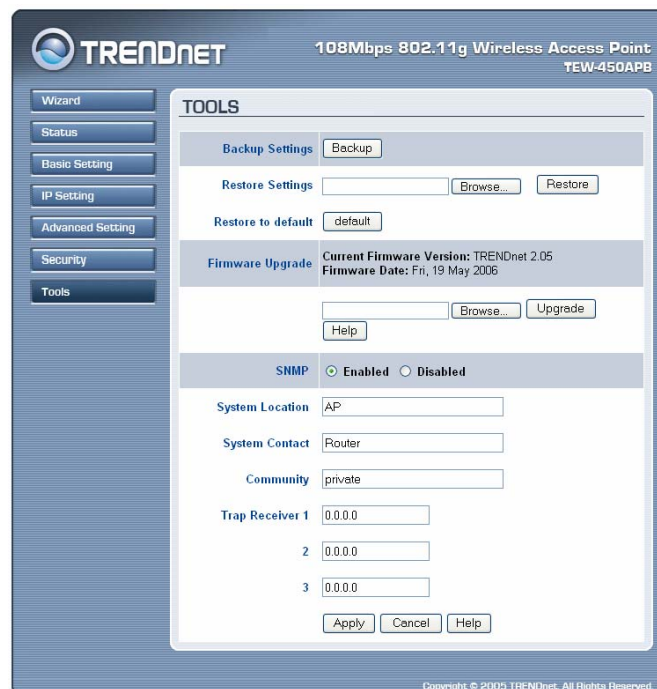 TRENDNET
108Mbps 802.11g Wireless Access Point
TEW-450APB
Wizard
Status
Basic Setting
IP Setting
Advanced Setting
Security
Tools
TOOLS
Backup Settings Backup
Restore Settings Browse... Restore
Restore to default default
Firmware Upgrade Current Firmware Version: TRENDnet 2.05
Firmware Date: Fri, 19 May 2006
Browse... Upgrade
Help
SNMP Enabled Disabled
System Location AP
System Contact Router
Community private
Trap Receiver 1 0.0.0.0
2 0.0.0.0
3 0.0.0.0
Apply Cancel Help
Copyright © 2005 TRENDnet. All Rights Reserved.